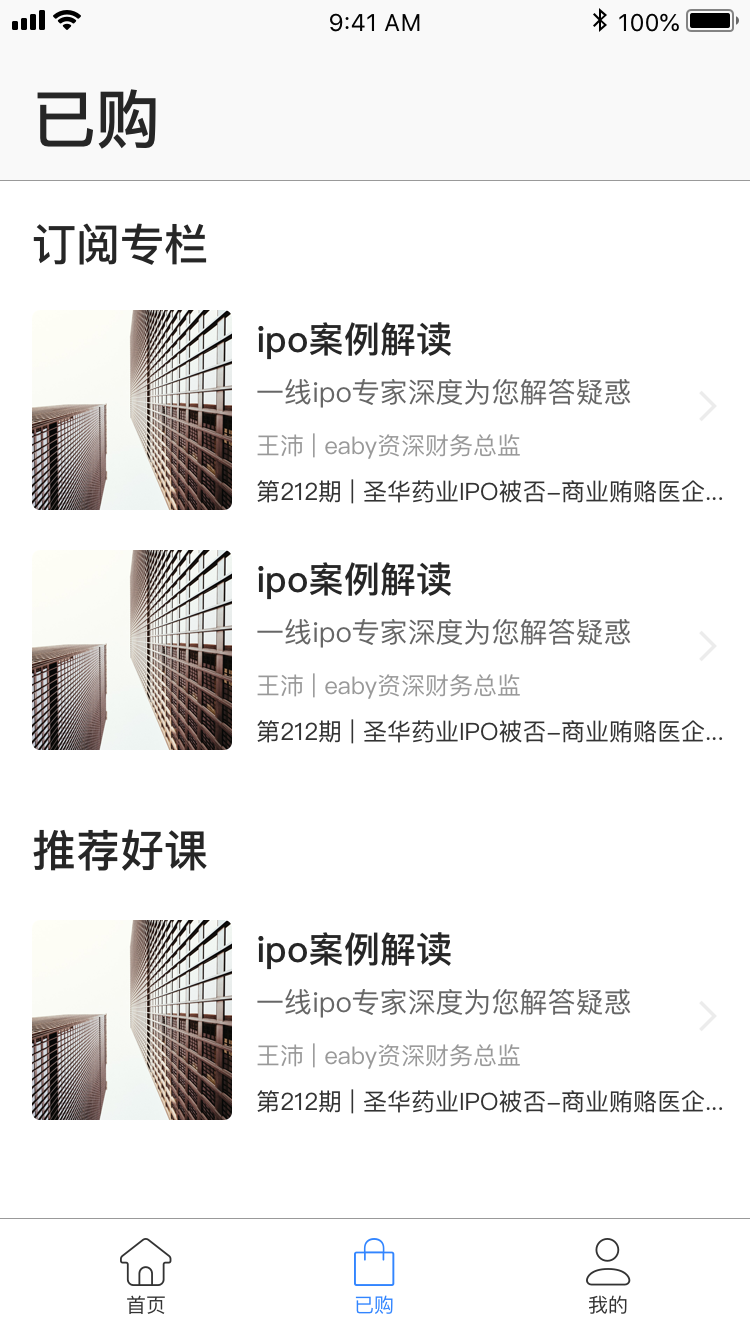 9:41 AM 100%
已购
订阅专栏
ipo案例解读
一线ipo专家深度为您解答疑惑
王沛 | eaby资深财务总监
第212期 | 圣华药业IPO被否-商业贿赂医企...
ipo案例解读
一线ipo专家深度为您解答疑惑
王沛 | eaby资深财务总监
第212期 | 圣华药业IPO被否-商业贿赂医企...
推荐好课
ipo案例解读
一线ipo专家深度为您解答疑惑
王沛 | eaby资深财务总监
第212期 | 圣华药业IPO被否-商业贿赂医企...
首页 已购 我的